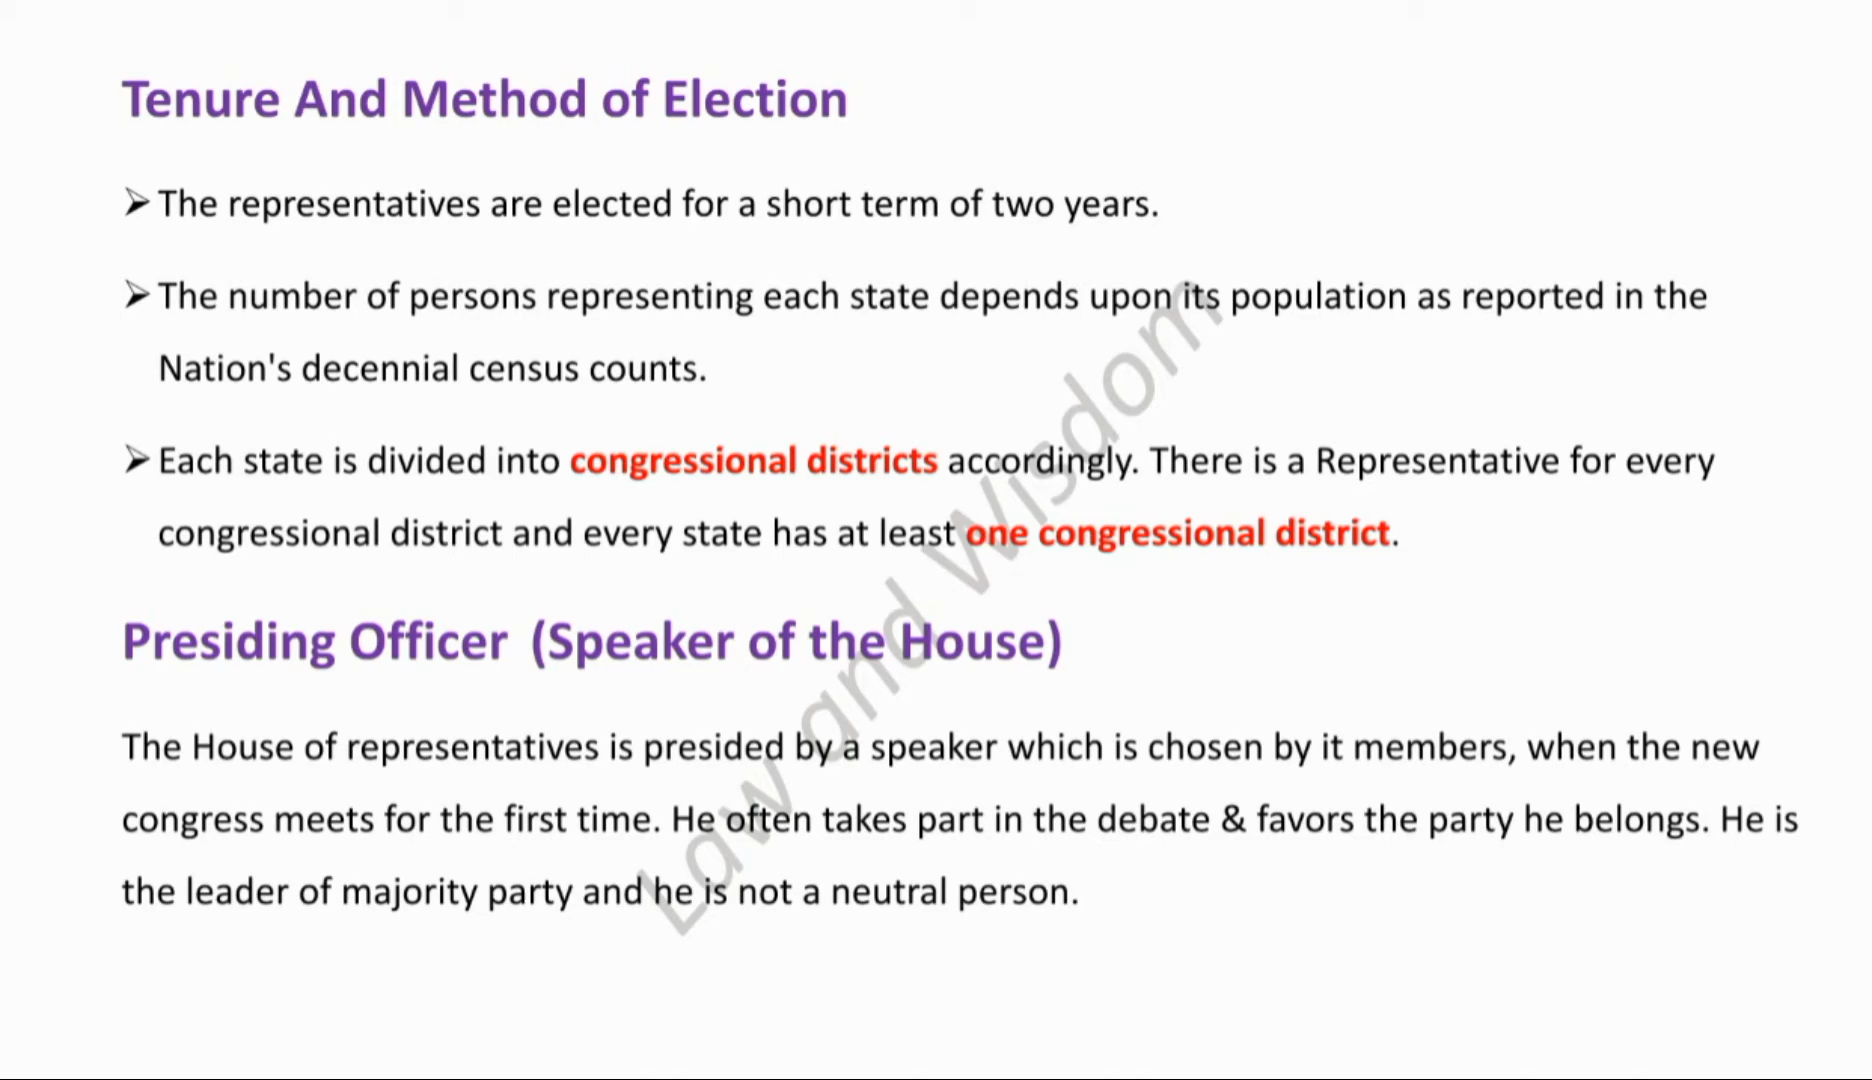 Tenure And Method of Election
➢ The representatives are elected for a short term of two years.
➢ The number of persons representing each state depends upon its population as reported in the
Nation's decennial census counts.
➢ Each state is divided into congressional districts accordingly. There is a Representative for every
congressional district and every state has at least one congressional district.
Presiding Officer (Speaker of the House)
The House of representatives is presided by a speaker which is chosen by it members, when the new
congress meets for the first time. He often takes part in the debate & favors the party he belongs. He is
the leader of majority party and he is not a neutral person.
Law and Wisdom